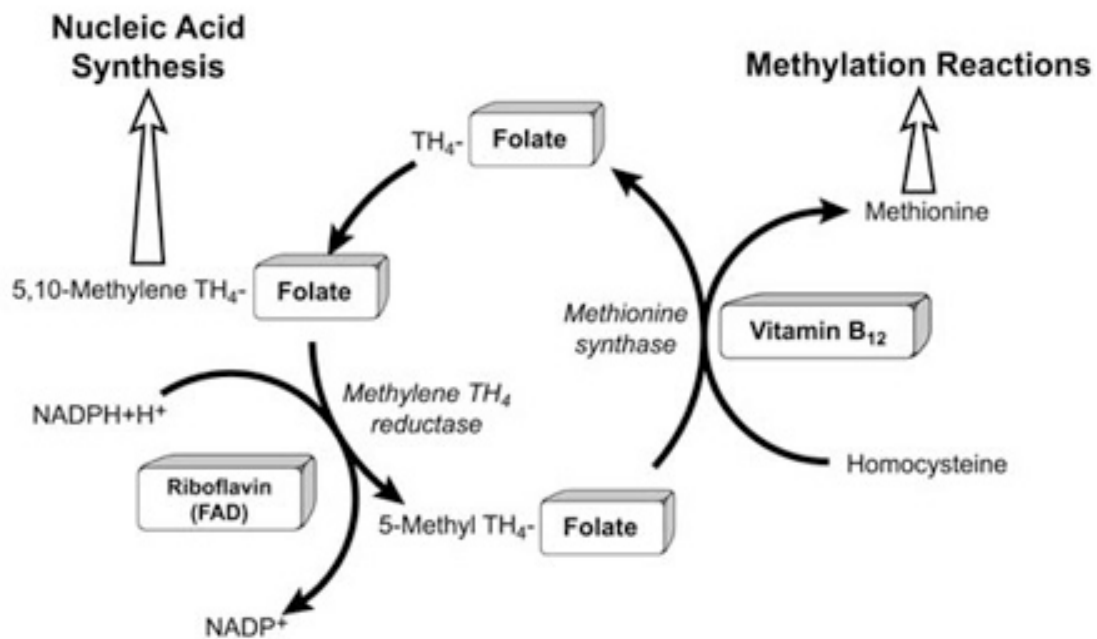 Nucleic Acid
Synthesis
Methylation Reactions
TH₄- Folate
Methionine
5,10-Methylene TH₄- Folate
Methionine
synthase
Vitamin B₁₂
NADPH+H⁺
Methylene TH₄
reductase
Homocysteine
Riboflavin
(FAD)
5-Methyl TH₄- Folate
NADP⁺